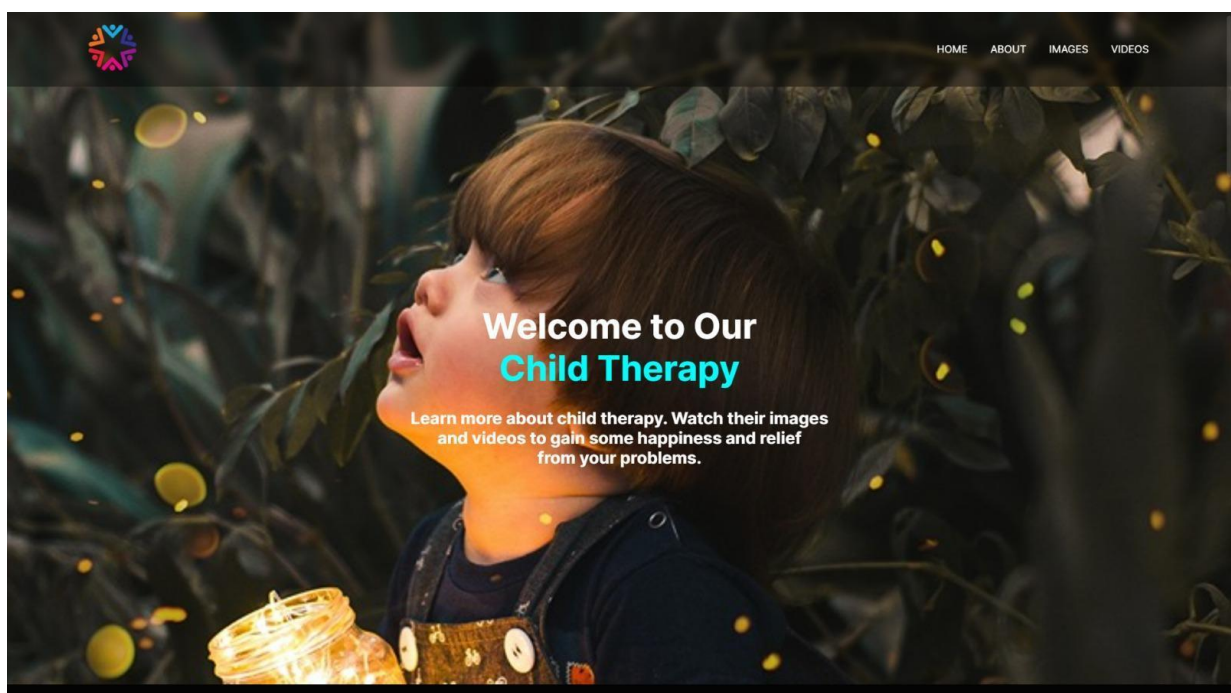 HOME ABOUT IMAGES VIDEOS
Welcome to Our
Child Therapy
Learn more about child therapy. Watch their images
and videos to gain some happiness and relief
from your problems.